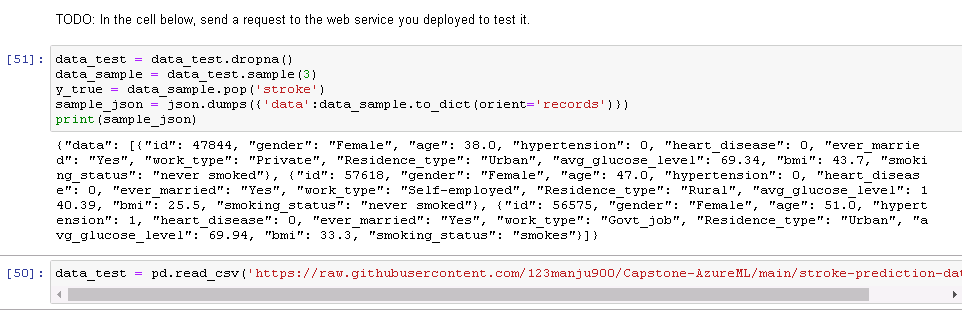 TODO: In the cell below, send a request to the web service you deployed to test it.
[51]:
data_test = data_test.dropna()
data_sample = data_test.sample(3)
y_true = data_sample.pop('stroke')
sample_json = json.dumps({'data':data_sample.to_dict(orient='records')})
print(sample_json)
{"data": [{"id": 47844, "gender": "Female", "age": 38.0, "hypertension": 0, "heart_disease": 0, "ever_marrie
d": "Yes", "work_type": "Private", "Residence_type": "Urban", "avg_glucose_level": 69.34, "bmi": 43.7, "smoki
ng_status": "never smoked"}, {"id": 57618, "gender": "Female", "age": 47.0, "hypertension": 0, "heart_diseas
e": 0, "ever_married": "Yes", "work_type": "Self-employed", "Residence_type": "Rural", "avg_glucose_level": 1
40.39, "bmi": 25.5, "smoking_status": "never smoked"}, {"id": 56575, "gender": "Female", "age": 51.0, "hypert
ension": 1, "heart_disease": 0, "ever_married": "Yes", "work_type": "Govt_job", "Residence_type": "Urban", "a
vg_glucose_level": 69.94, "bmi": 33.3, "smoking_status": "smokes"}]}
[50]:
data_test = pd.read_csv('https://raw.githubusercontent.com/123manju900/Capstone-AzureML/main/stroke-prediction-dat